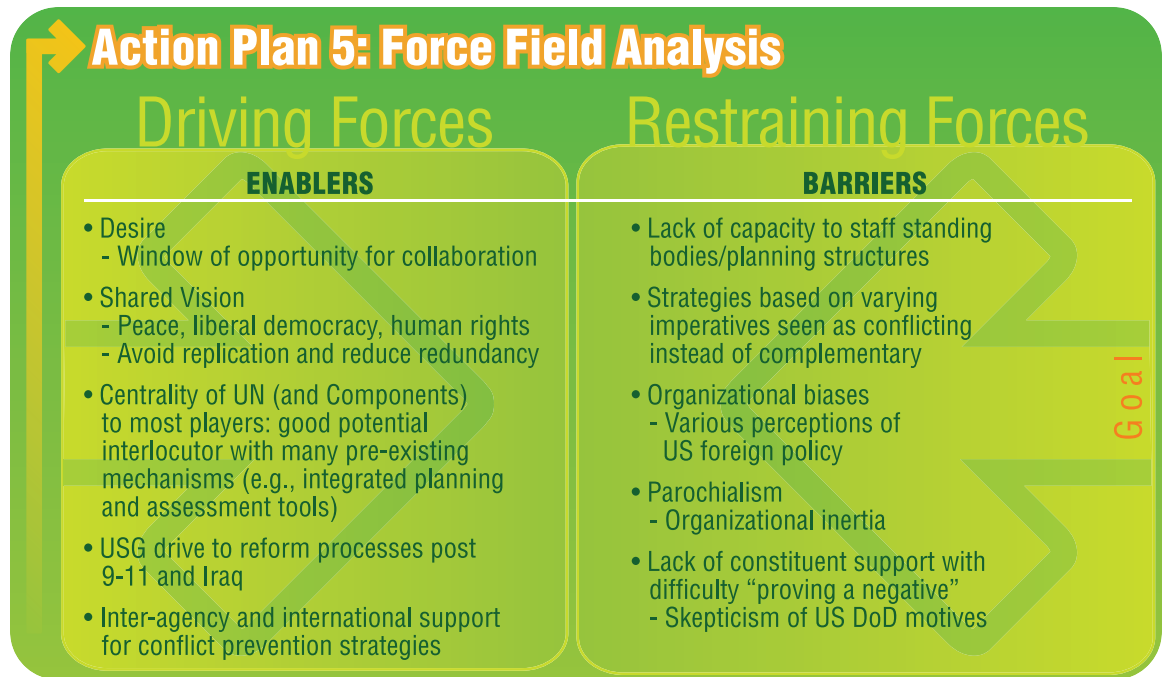 Action Plan 5: Force Field Analysis
Driving Forces
ENABLERS
• Desire
- Window of opportunity for collaboration
• Shared Vision
- Peace, liberal democracy, human rights
- Avoid replication and reduce redundancy
• Centrality of UN (and Components)
to most players: good potential
interlocutor with many pre-existing
mechanisms (e.g., integrated planning
and assessment tools)
• USG drive to reform processes post
9-11 and Iraq
• Inter-agency and international support
for conflict prevention strategies
Restraining Forces
BARRIERS
• Lack of capacity to staff standing
bodies/planning structures
• Strategies based on varying
imperatives seen as conflicting
instead of complementary
• Organizational biases
- Various perceptions of
US foreign policy
• Parochialism
- Organizational inertia
• Lack of constituent support with
difficulty “proving a negative”
- Skepticism of US DoD motives
Goal